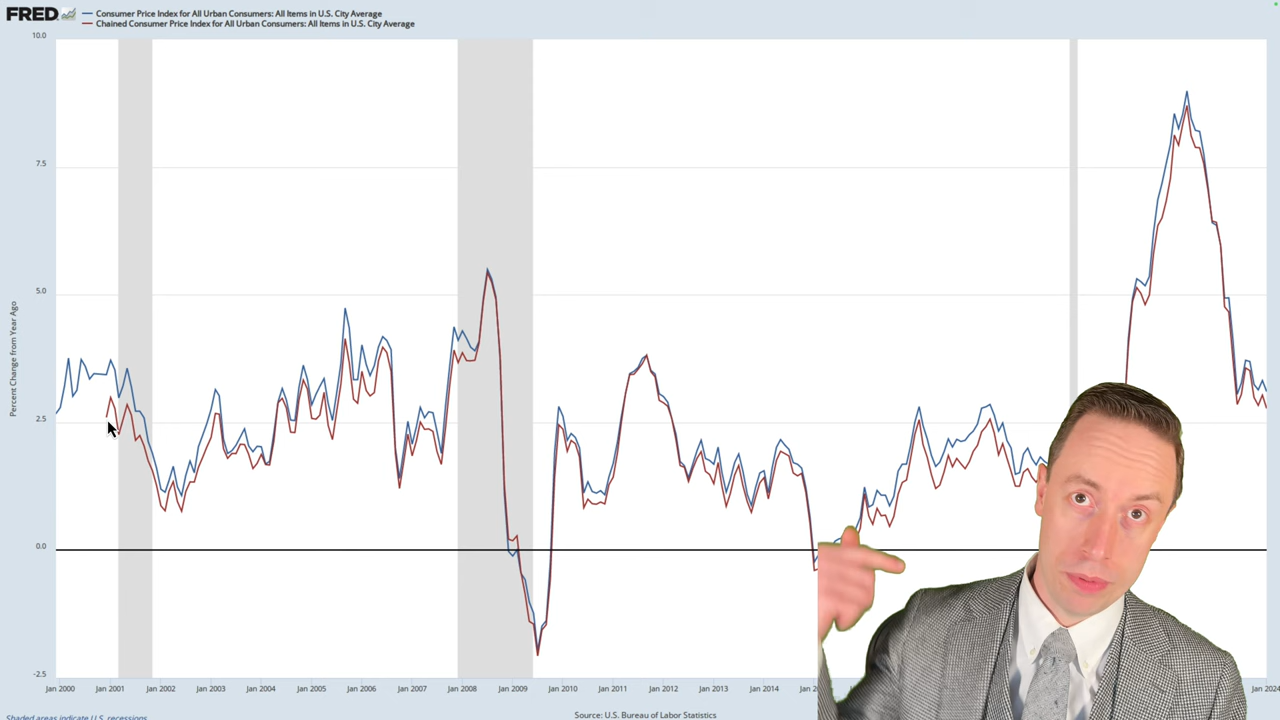 FRED
Consumer Price Index for All Urban Consumers: All Items in U.S. City Average
Chained Consumer Price Index for All Urban Consumers: All Items in U.S. City Average
10.0
7.5
5.0
2.5
0.0
-2.5
Percent Change from Year Ago
Jan 2000 Jan 2001 Jan 2002 Jan 2003 Jan 2004 Jan 2005 Jan 2006 Jan 2007 Jan 2008 Jan 2009 Jan 2010 Jan 2011 Jan 2012 Jan 2013 Jan 2014 Jan 2 Jan 2024
Source: U.S. Bureau of Labor Statistics
Shaded areas indicate U.S. recessions.